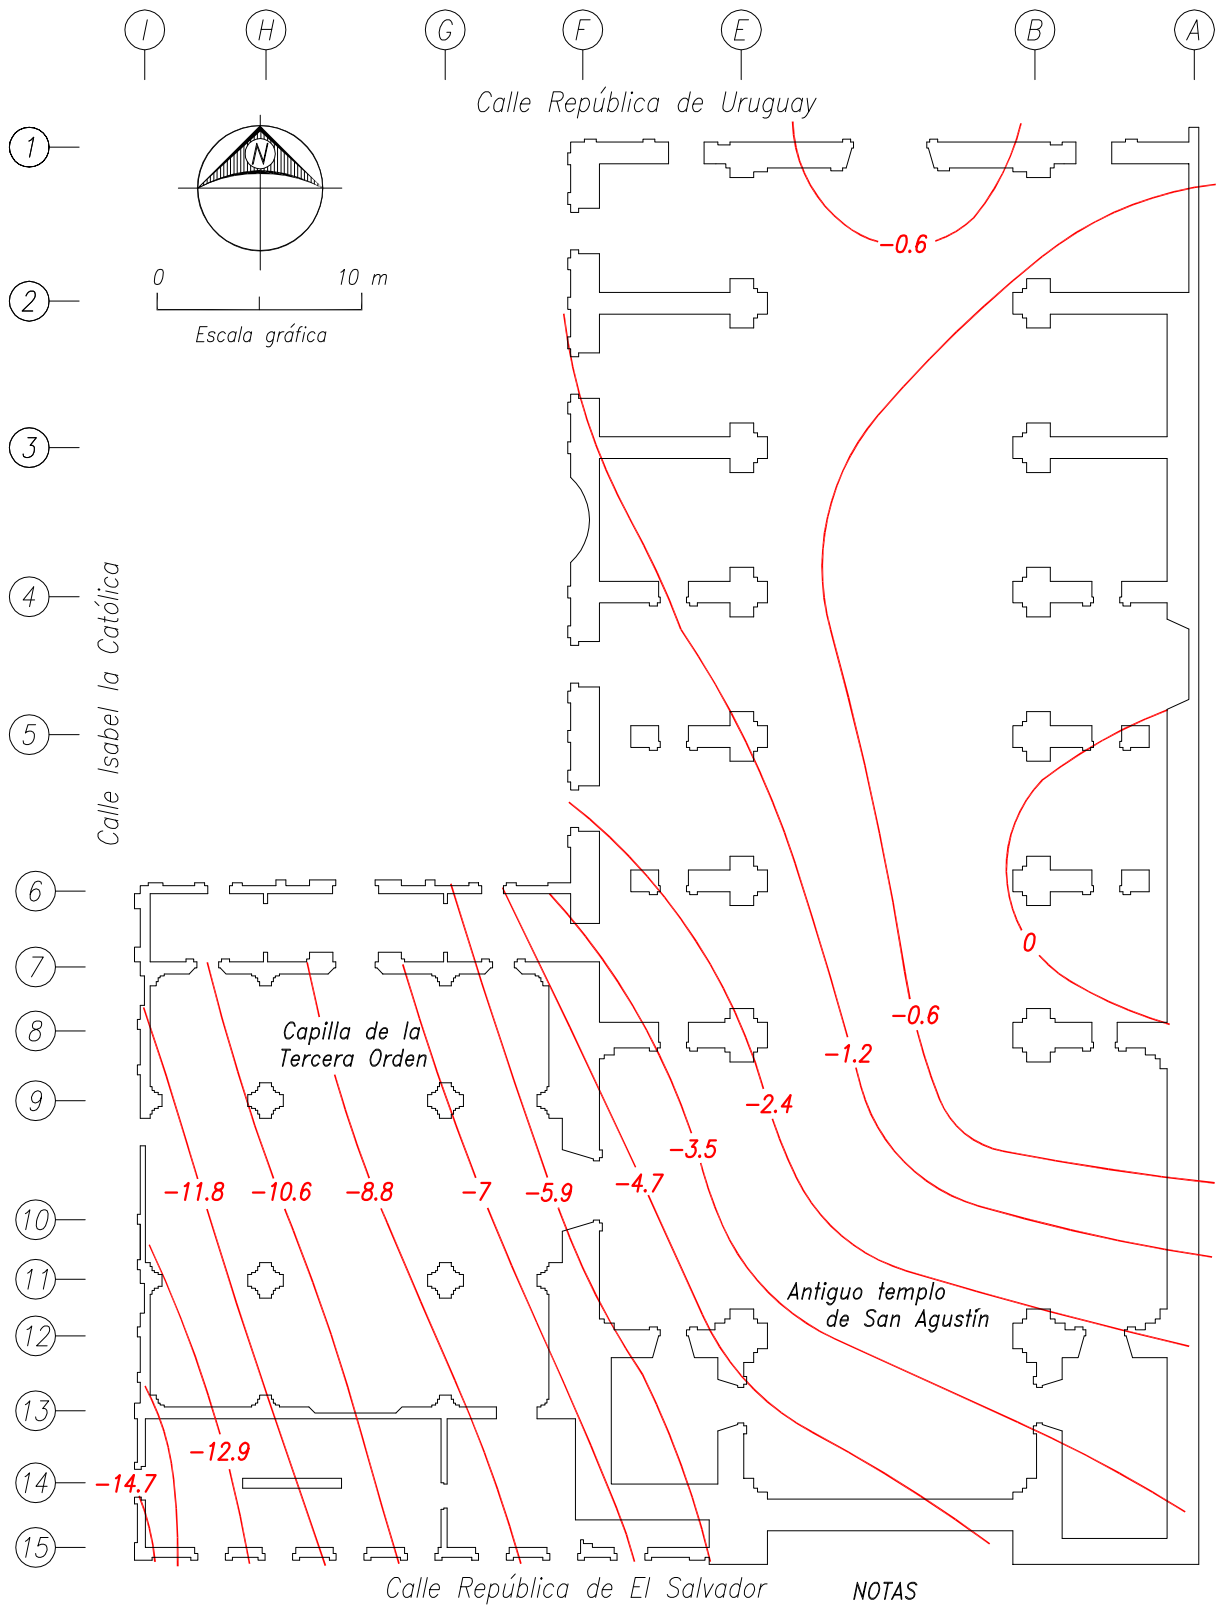 I H G F E B A
Calle República de Uruguay
1
N
-0.6
0 10 m
2
Escala gráfica
3
Calle Isabel la Católica
4
5
6
0
7
-0.6
Capilla de la
Tercera Orden
8
-1.2
9
-2.4
-3.5
-11.8 -10.6 -8.8 -7 -5.9 -4.7
10
11
Antiguo templo
de San Agustín
12
13
-12.9
14
-14.7
15
Calle República de El Salvador
NOTAS